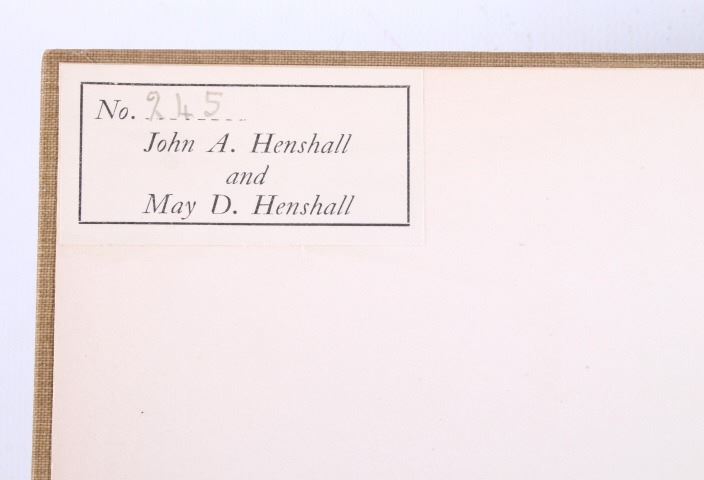 No. 245
John A. Henshall
and
May D. Henshall